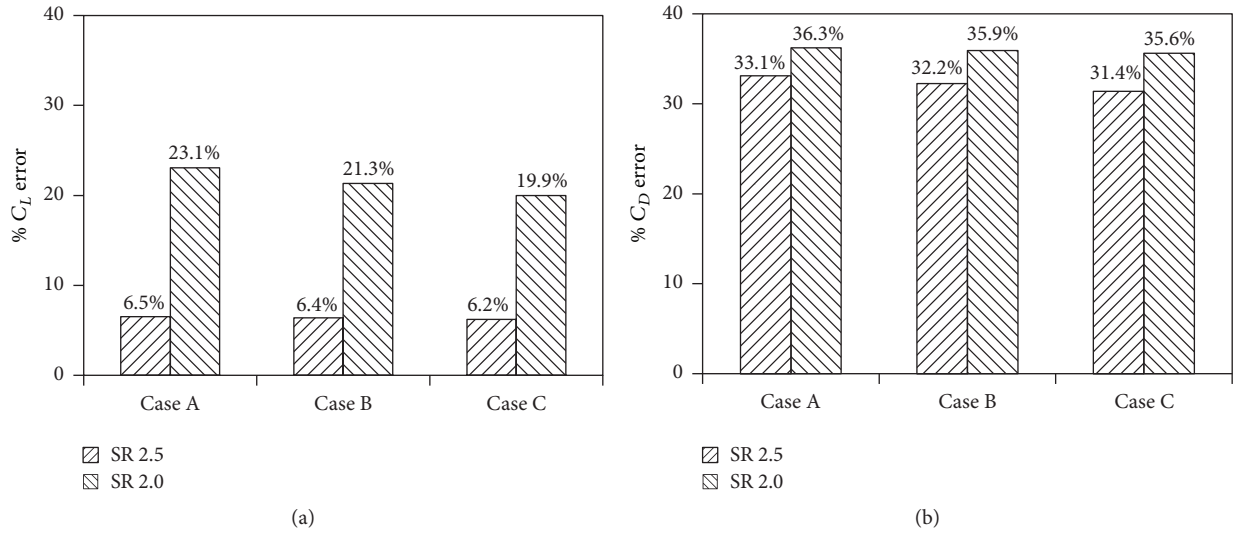 40
30
20
10
0
% C_L error
6.5%
23.1%
6.4%
21.3%
6.2%
19.9%
Case A
Case B
Case C
SR 2.5
SR 2.0
(a)
40
30
20
10
0
% C_D error
33.1%
36.3%
32.2%
35.9%
31.4%
35.6%
Case A
Case B
Case C
SR 2.5
SR 2.0
(b)